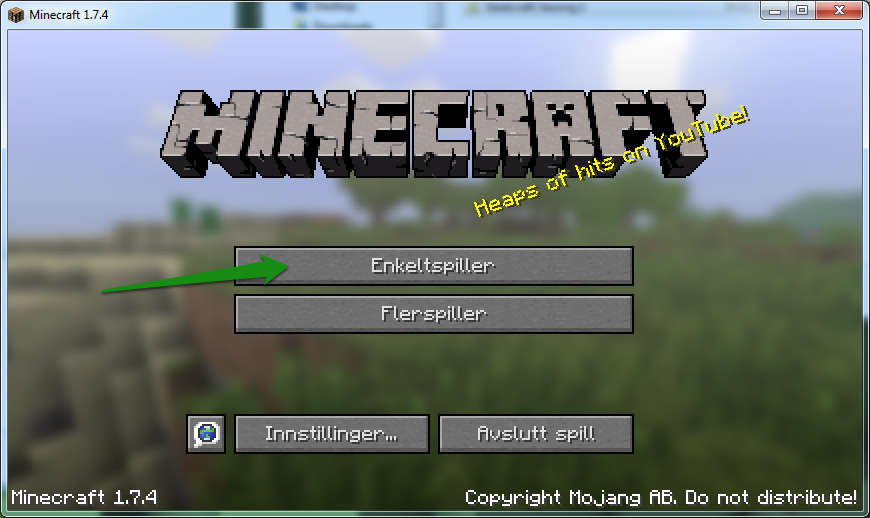 Minecraft 1.7.4
MINECRAFT
Heaps of hits on YouTube!
Enkeltspiller
Flerspiller
Innstillinger...
Avslutt spill
Minecraft 1.7.4
Copyright Mojang AB. Do not distribute!